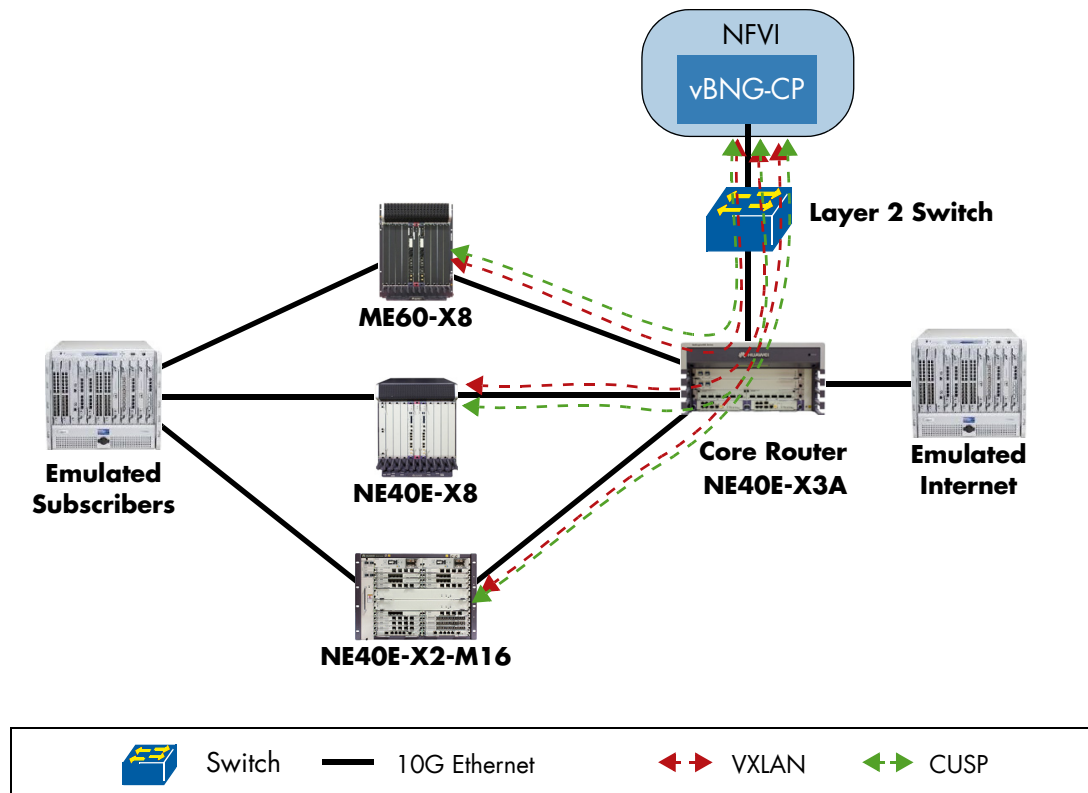 NFVI
vBNG-CP
Layer 2 Switch
ME60-X8
HUAWEI
NE40E-X8
Emulated
Subscribers
Core Router
NE40E-X3A
Emulated
Internet
NE40E-X2-M16
Switch
10G Ethernet
VXLAN
CUSP